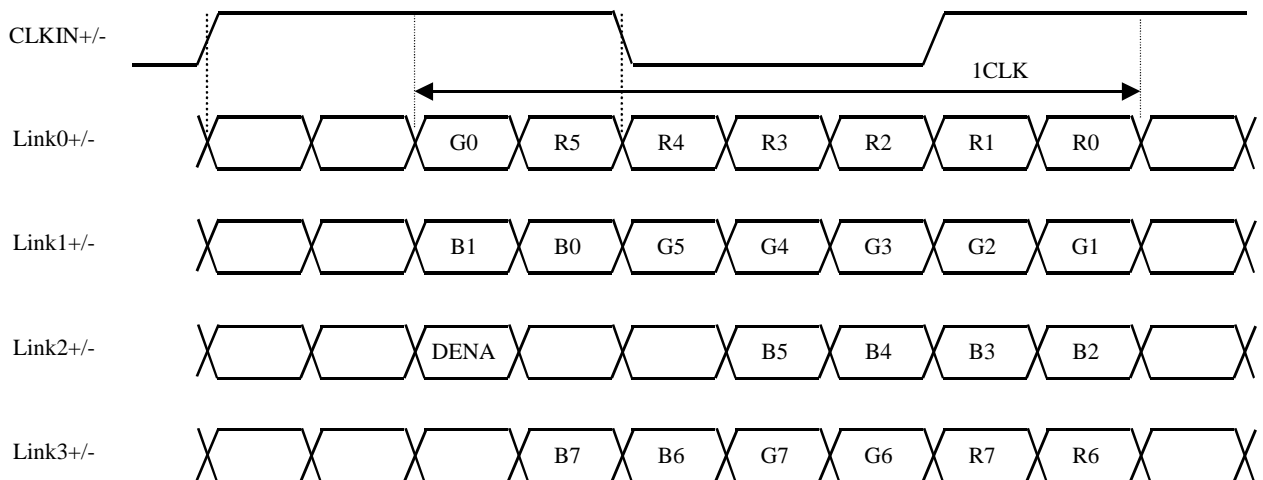 CLKIN+/-
1CLK
Link0+/- G0 R5 R4 R3 R2 R1 R0
Link1+/- B1 B0 G5 G4 G3 G2 G1
Link2+/- DENA B5 B4 B3 B2
Link3+/- B7 B6 G7 G6 R7 R6